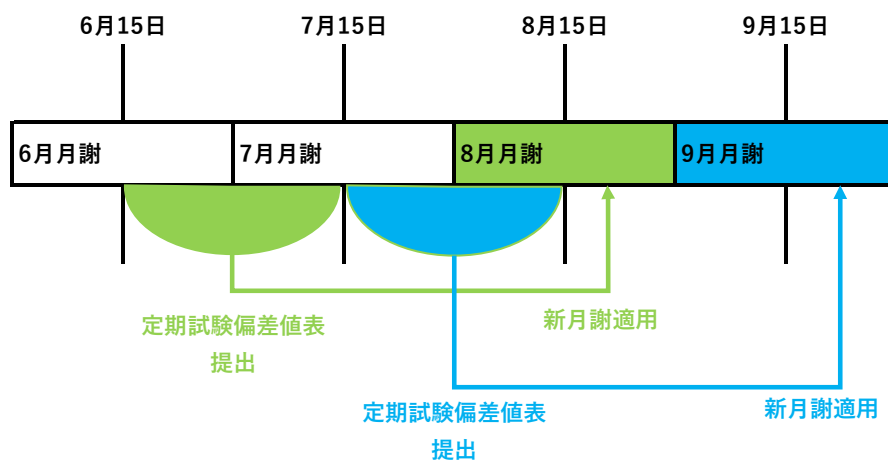 6月15日
7月15日
8月15日
9月15日
6月月謝
7月月謝
8月月謝
9月月謝
定期試験偏差値表
提出
新月謝適用
定期試験偏差値表
提出
新月謝適用